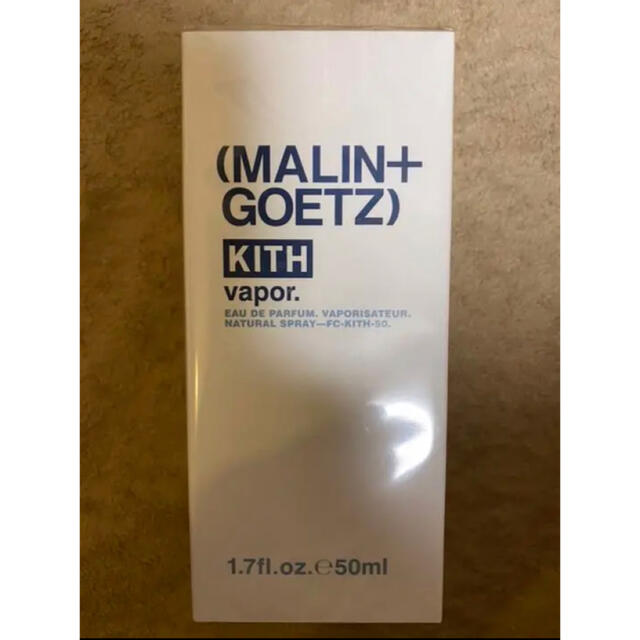 (MALIN+
GOETZ)
KITH
vapor.
EAU DE PARFUM. VAPORISATEUR.
NATURAL SPRAY—FC-KITH-50.
1.7fl.oz.℮50ml